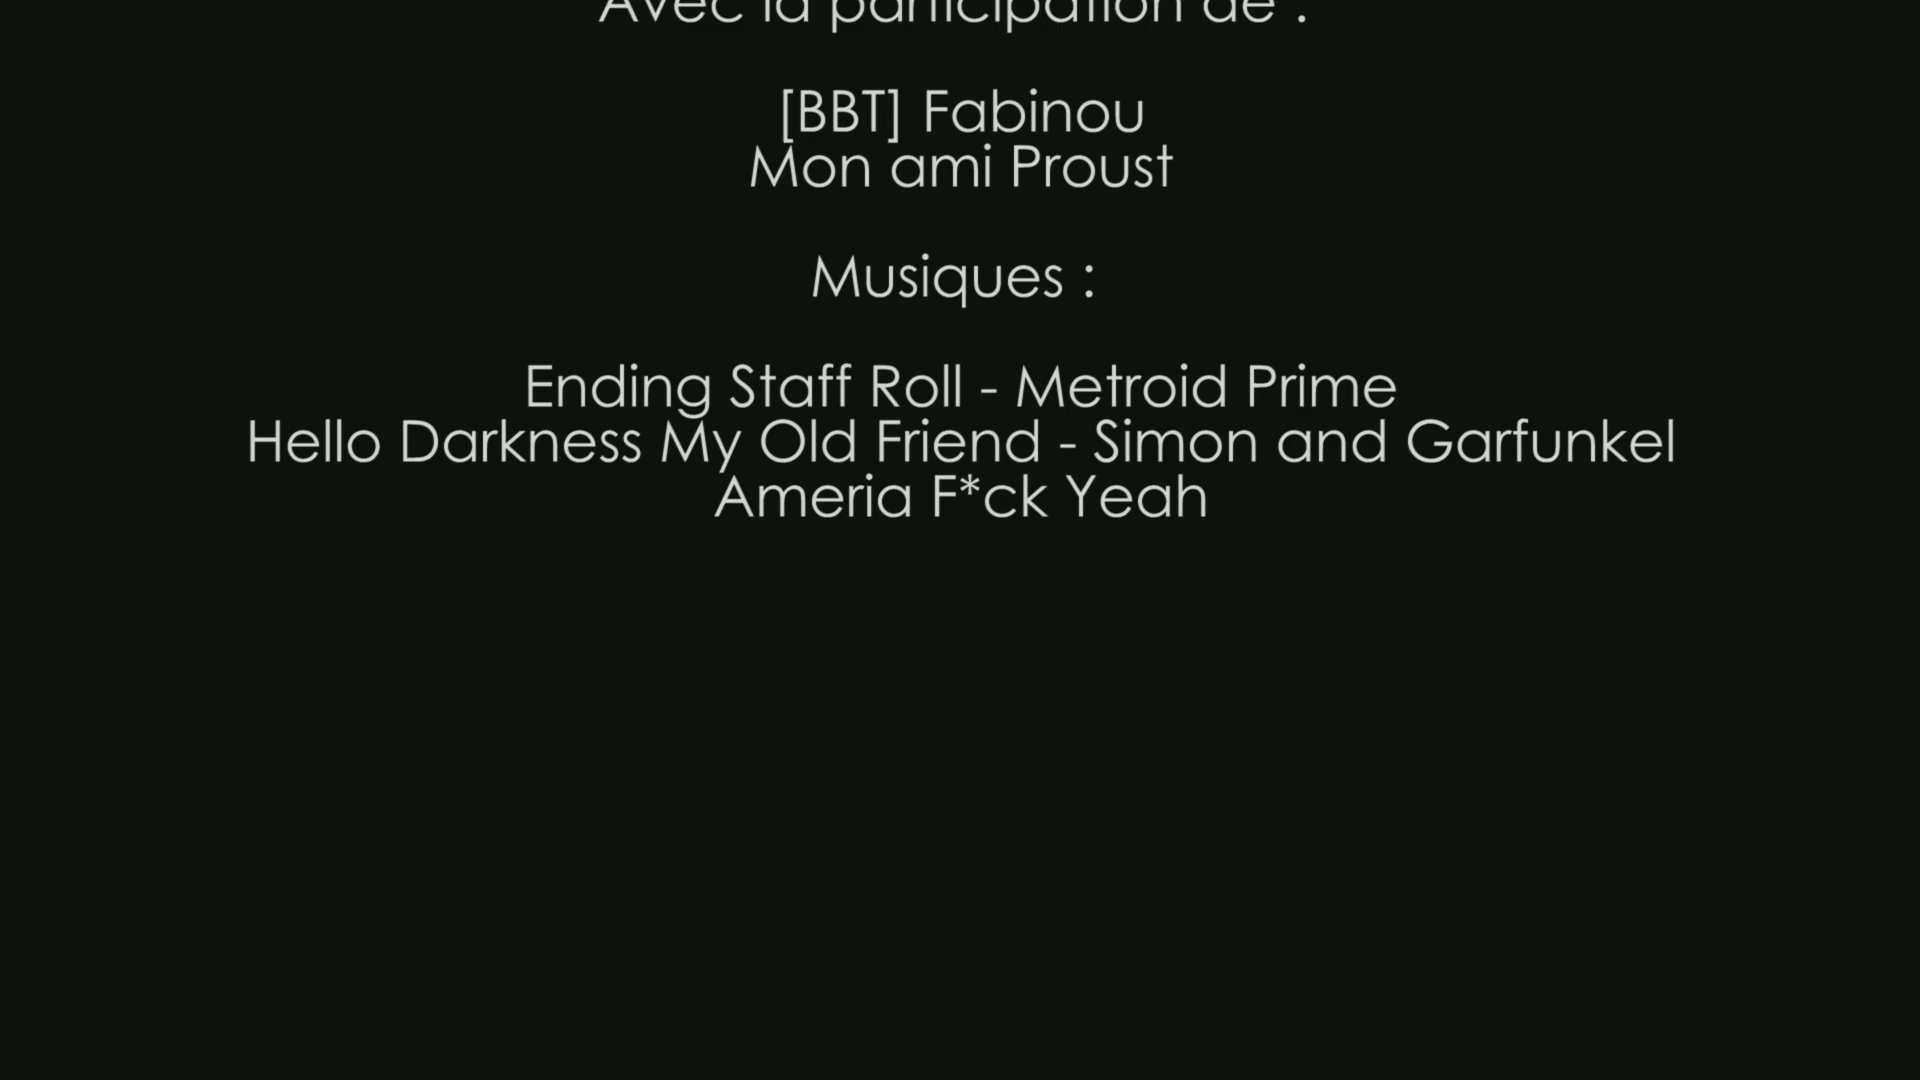 Avec la participation de :
[BBT] Fabinou
Mon ami Proust
Musiques :
Ending Staff Roll - Metroid Prime
Hello Darkness My Old Friend - Simon and Garfunkel
Ameria F*ck Yeah